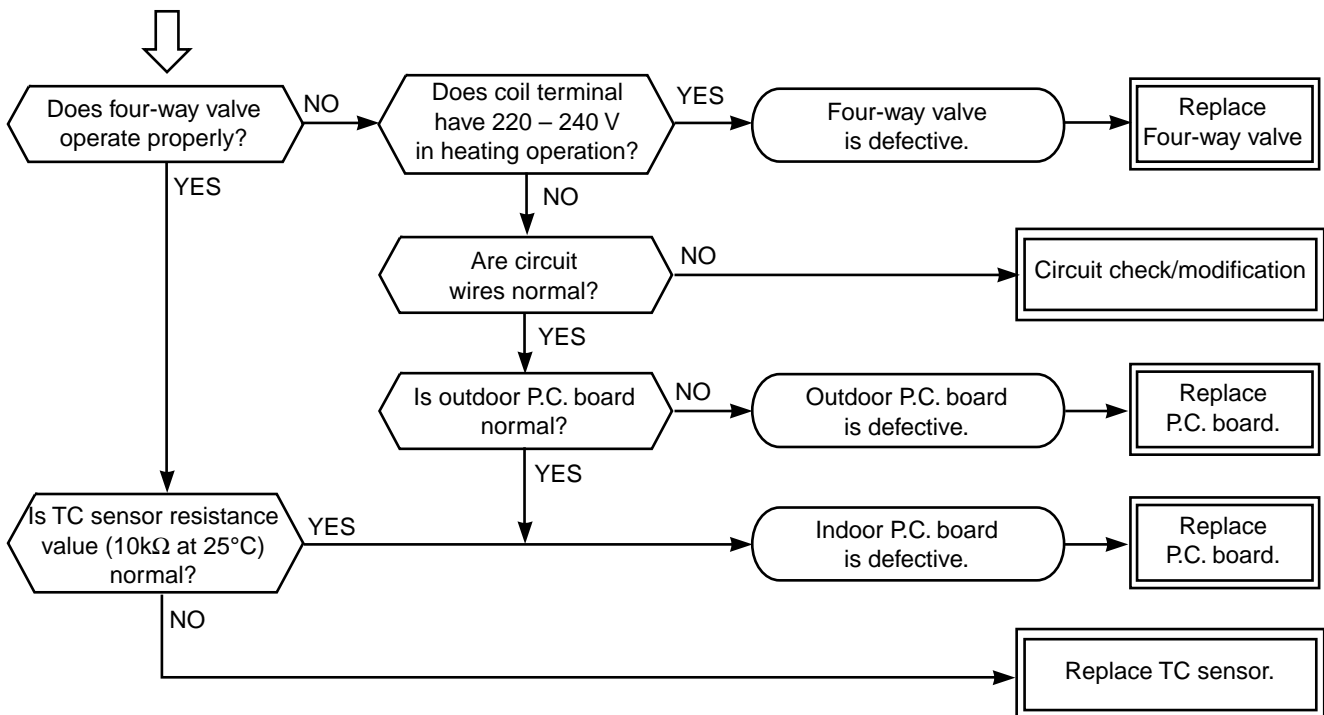 Does four-way valve
operate properly?
NO
Does coil terminal
have 220 – 240 V
in heating operation?
YES
Four-way valve
is defective.
Replace
Four-way valve
YES
NO
Are circuit
wires normal?
NO
Circuit check/modification
YES
Is outdoor P.C. board
normal?
NO
Outdoor P.C. board
is defective.
Replace
P.C. board.
YES
Is TC sensor resistance
value (10kΩ at 25°C)
normal?
YES
Indoor P.C. board
is defective.
Replace
P.C. board.
NO
Replace TC sensor.